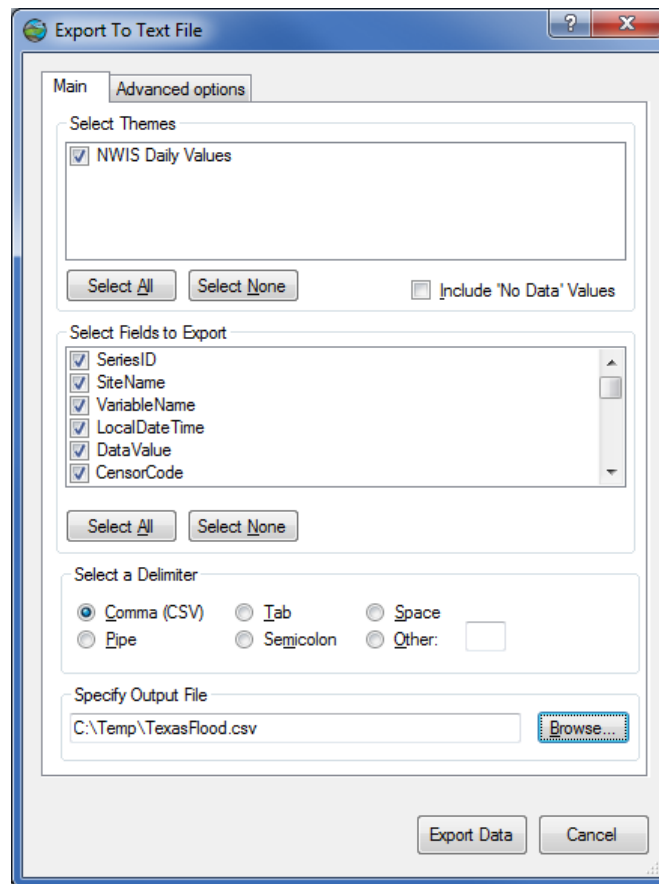 Export To Text File
?
Main
Advanced options
Select Themes
NWIS Daily Values
Select All
Select None
Include 'No Data' Values
Select Fields to Export
SeriesID
SiteName
VariableName
LocalDateTime
DataValue
CensorCode
Select All
Select None
Select a Delimiter
Comma (CSV)
Tab
Space
Pipe
Semicolon
Other:
Specify Output File
C:\Temp\TexasFlood.csv
Browse...
Export Data
Cancel